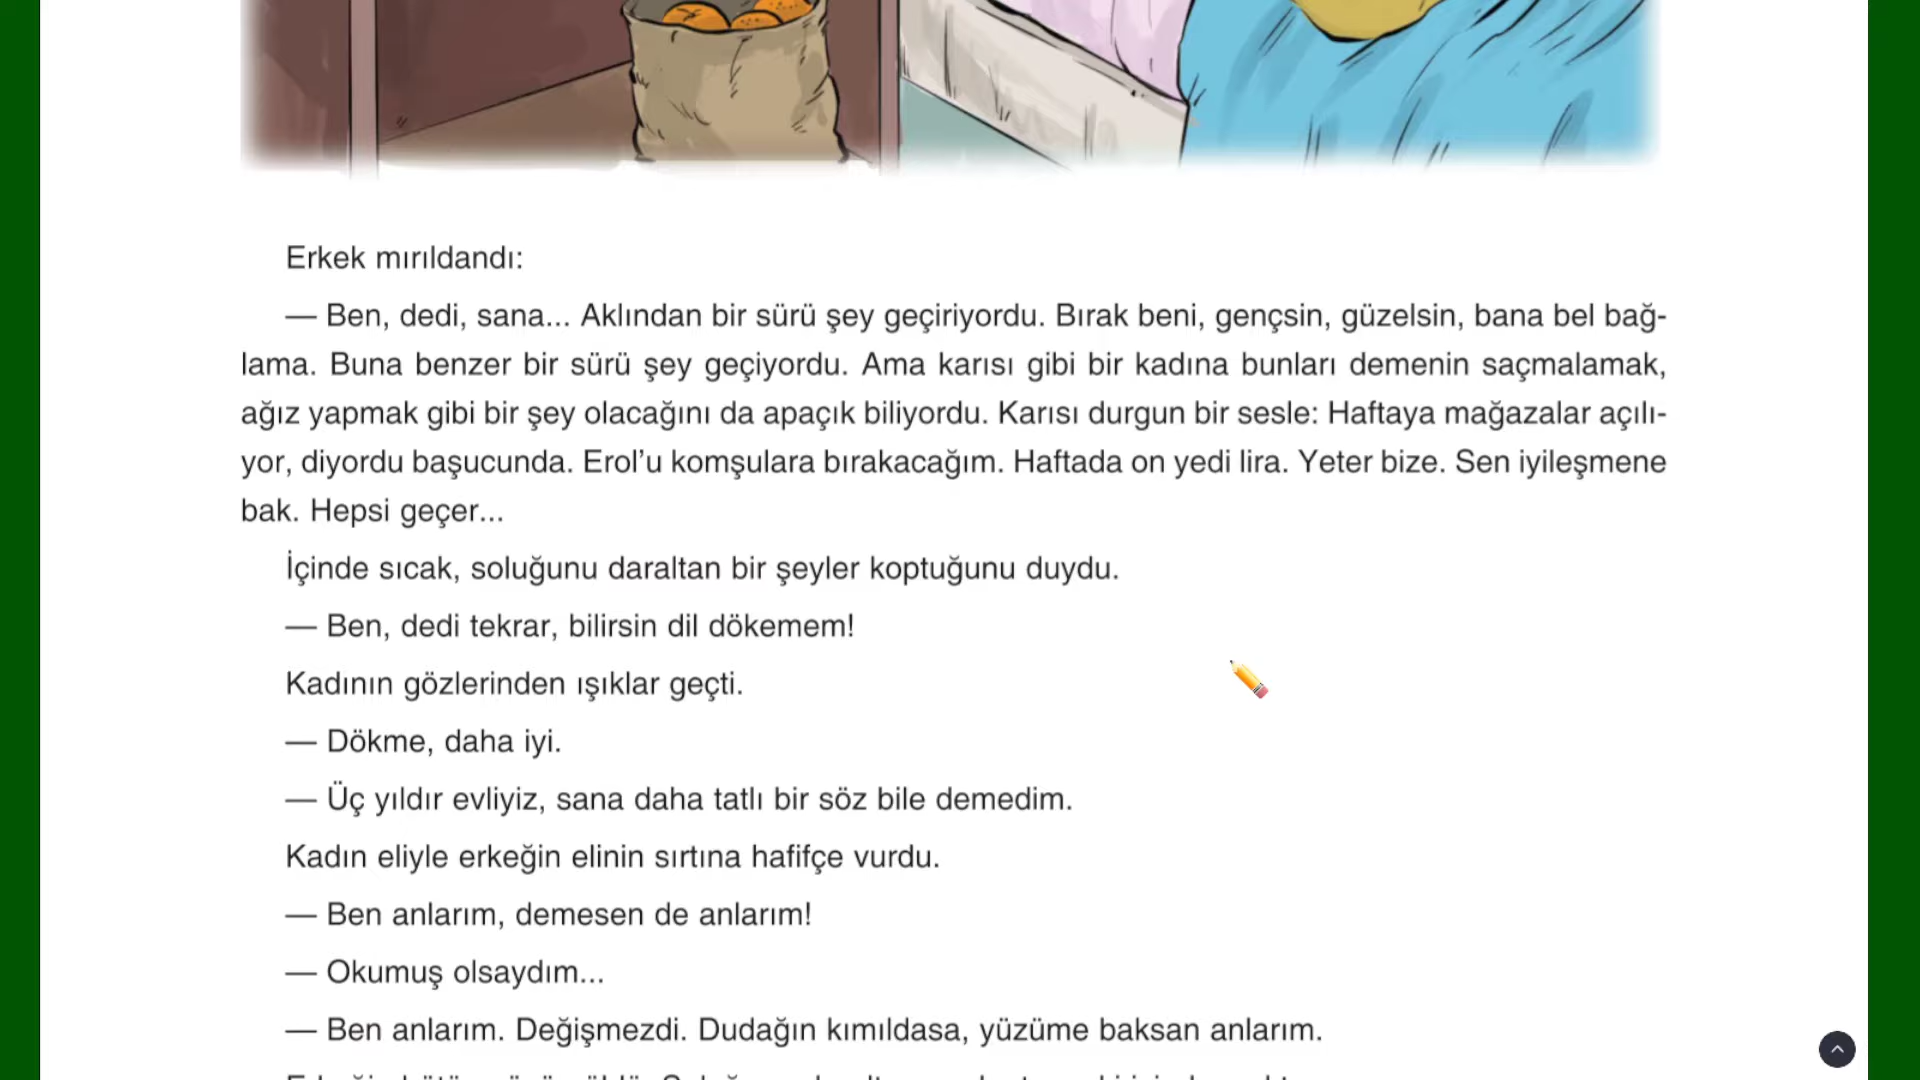 Erkek mırıldandı:
— Ben, dedi, sana... Aklından bir sürü şey geçiriyordu. Bırak beni, gençsin, güzelsin, bana bel bağ-
lama. Buna benzer bir sürü şey geçiyordu. Ama karısı gibi bir kadına bunları demenin saçmalamak,
ağız yapmak gibi bir şey olacağını da apaçık biliyordu. Karısı durgun bir sesle: Haftaya mağazalar açılı-
yor, diyordu başucunda. Erol’u komşulara bırakacağım. Haftada on yedi lira. Yeter bize. Sen iyileşmene
bak. Hepsi geçer...
İçinde sıcak, soluğunu daraltan bir şeyler koptuğunu duydu.
— Ben, dedi tekrar, bilirsin dil dökemem!
Kadının gözlerinden ışıklar geçti.
— Dökme, daha iyi.
— Üç yıldır evliyiz, sana daha tatlı bir söz bile demedim.
Kadın eliyle erkeğin elinin sırtına hafifçe vurdu.
— Ben anlarım, demesen de anlarım!
— Okumuş olsaydım...
— Ben anlarım. Değişmezdi. Dudağın kımıldasa, yüzüme baksan anlarım.